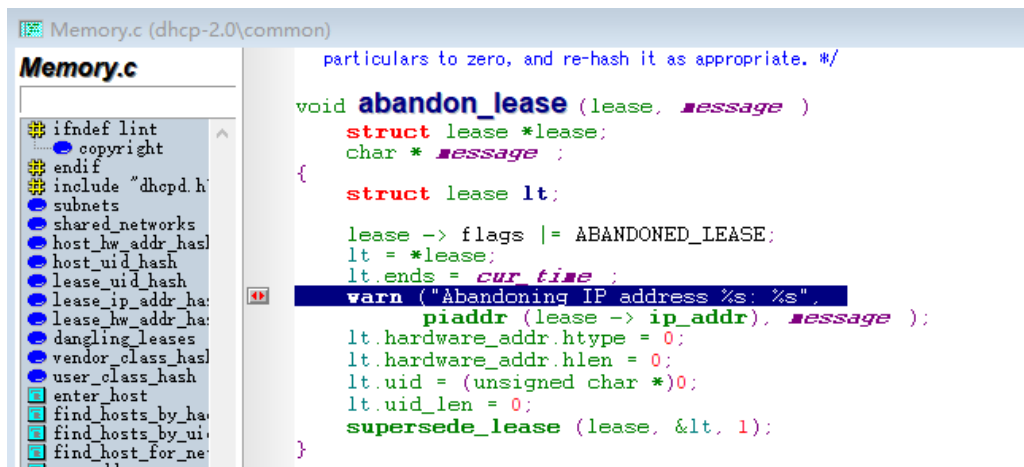 Memory.c (dhcp-2.0\common)
Memory.c
ifndef lint
copyright
endif
include "dhcpd.h
subnets
shared_networks
host_hw_addr_hash
host_uid_hash
lease_uid_hash
lease_ip_addr_has
lease_hw_addr_has
dangling_leases
vendor_class_hash
user_class_hash
enter_host
find_hosts_by_ha
find_hosts_by_ui
find_host_for_ne
particulars to zero, and re-hash it as appropriate. */
void abandon_lease (lease, message )
struct lease *lease;
char * message ;
{
struct lease lt;
lease -> flags |= ABANDONED_LEASE;
lt = *lease;
lt.ends = cur_time ;
warn ("Abandoning IP address %s: %s",
piaddr (lease -> ip_addr), message );
lt.hardware_addr.htype = 0;
lt.hardware_addr.hlen = 0;
lt.uid = (unsigned char *)0;
lt.uid_len = 0;
supersede_lease (lease, &lt, 1);
}